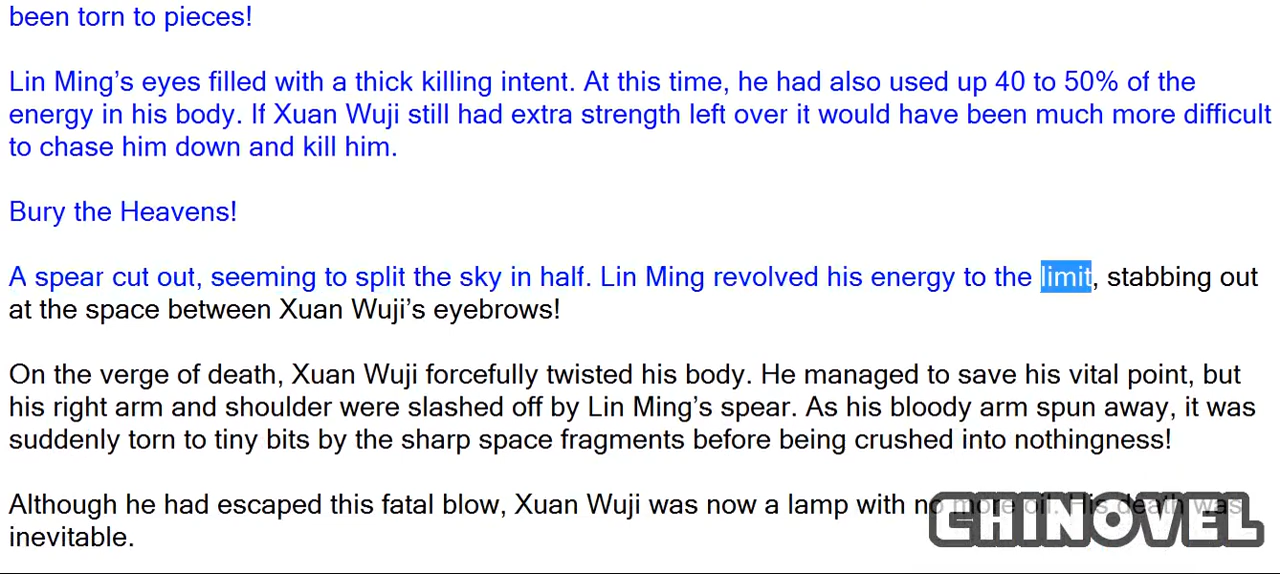 been torn to pieces!
Lin Ming’s eyes filled with a thick killing intent. At this time, he had also used up 40 to 50% of the
energy in his body. If Xuan Wuji still had extra strength left over it would have been much more difficult
to chase him down and kill him.
Bury the Heavens!
A spear cut out, seeming to split the sky in half. Lin Ming revolved his energy to the limit, stabbing out
at the space between Xuan Wuji’s eyebrows!
On the verge of death, Xuan Wuji forcefully twisted his body. He managed to save his vital point, but
his right arm and shoulder were slashed off by Lin Ming’s spear. As his bloody arm spun away, it was
suddenly torn to tiny bits by the sharp space fragments before being crushed into nothingness!
Although he had escaped this fatal blow, Xuan Wuji was now a lamp with no more oil. His death was
inevitable.
CHINOVEL